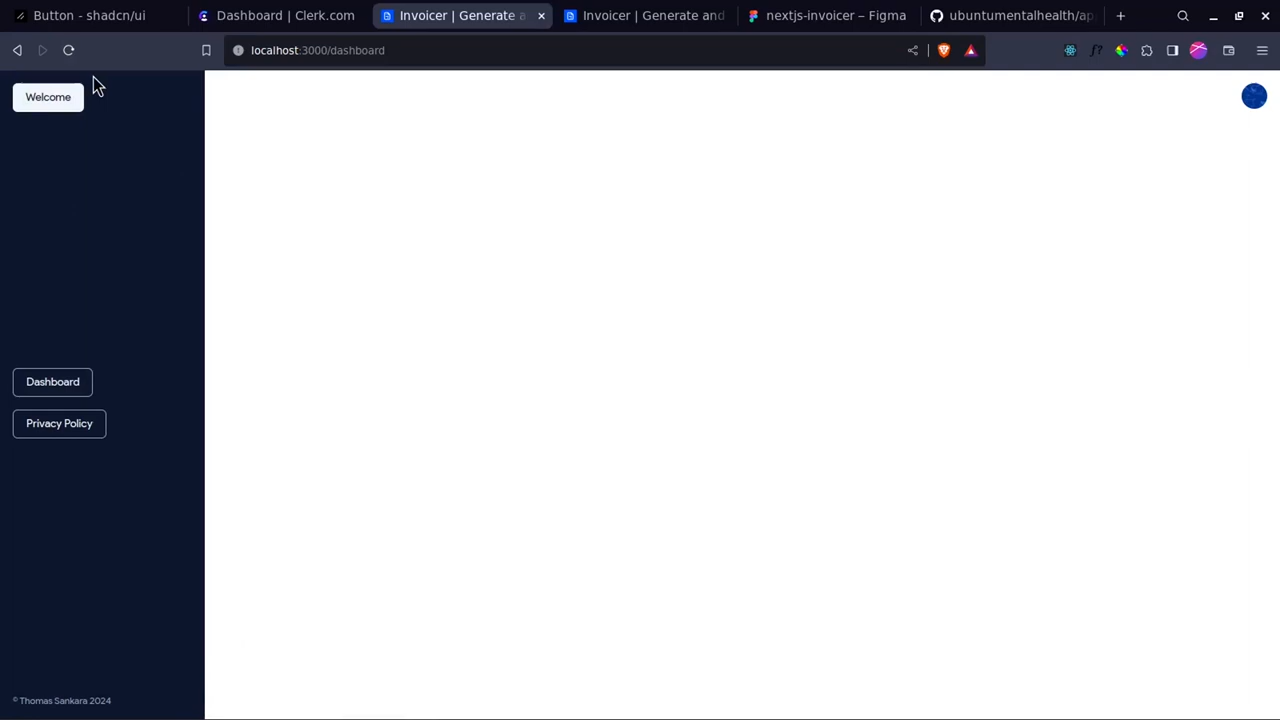 Button - shadcn/ui
Dashboard | Clerk.com
Invoicer | Generate a
Invoicer | Generate and
nextjs-invoicer – Figma
ubuntumentalhealth/ap
localhost:3000/dashboard
f?
Welcome
Dashboard
Privacy Policy
© Thomas Sankara 2024